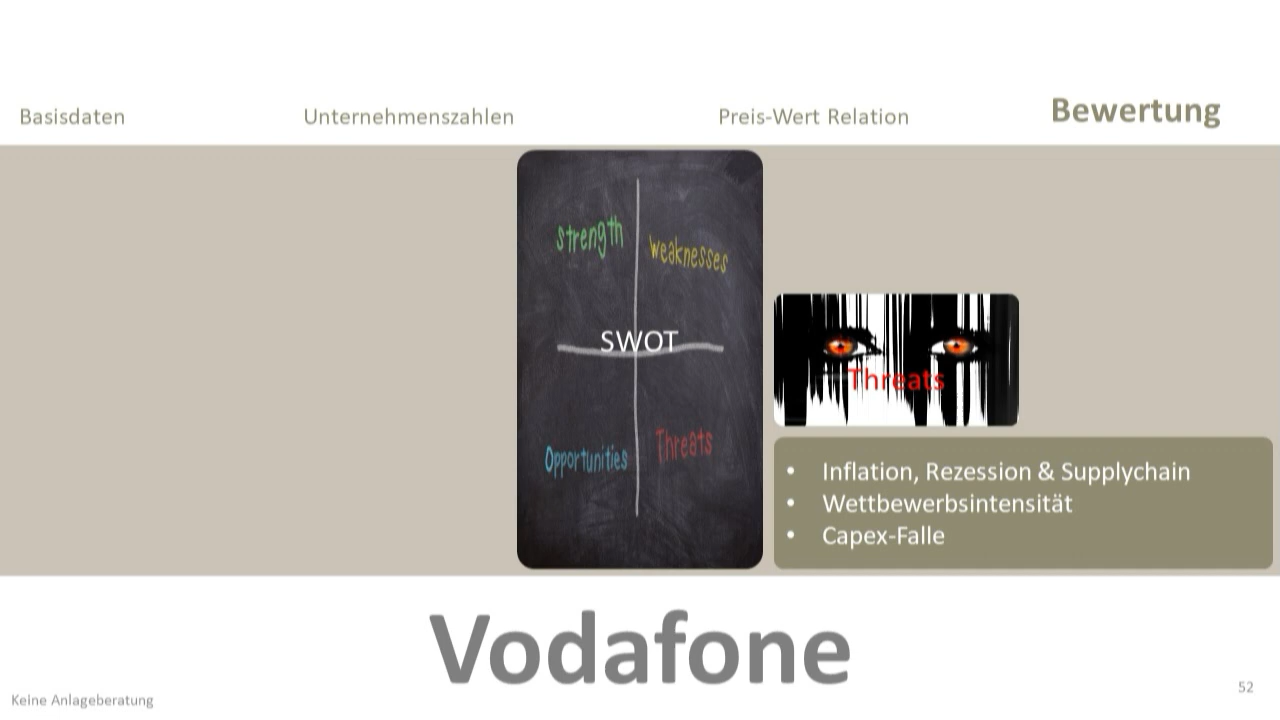 Basisdaten
Unternehmenszahlen
Preis-Wert Relation
Bewertung
strength
weaknesses
SWOT
Opportunities
Threats
Threats
• Inflation, Rezession & Supplychain
• Wettbewerbsintensität
• Capex-Falle
Vodafone
Keine Anlageberatung
52